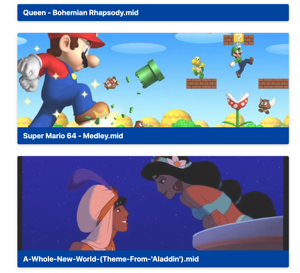 Queen - Bohemian Rhapsody.mid
Super Mario 64 - Medley.mid
A-Whole-New-World-(Theme-From-'Aladdin').mid